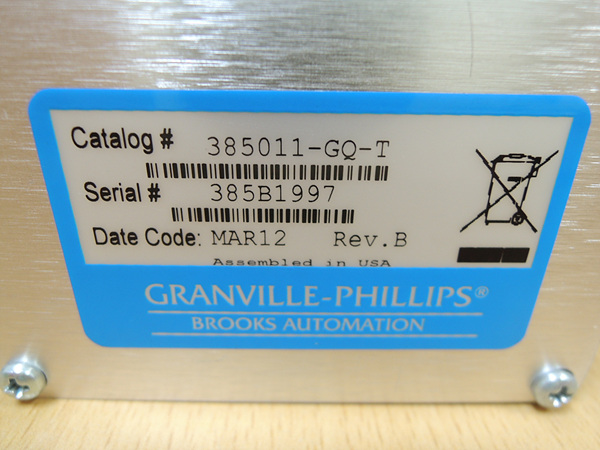 Catalog # 385011-GQ-T
Serial # 385B1997
Date Code: MAR12 Rev.B
Assembled in USA
GRANVILLE-PHILLIPS®
BROOKS AUTOMATION